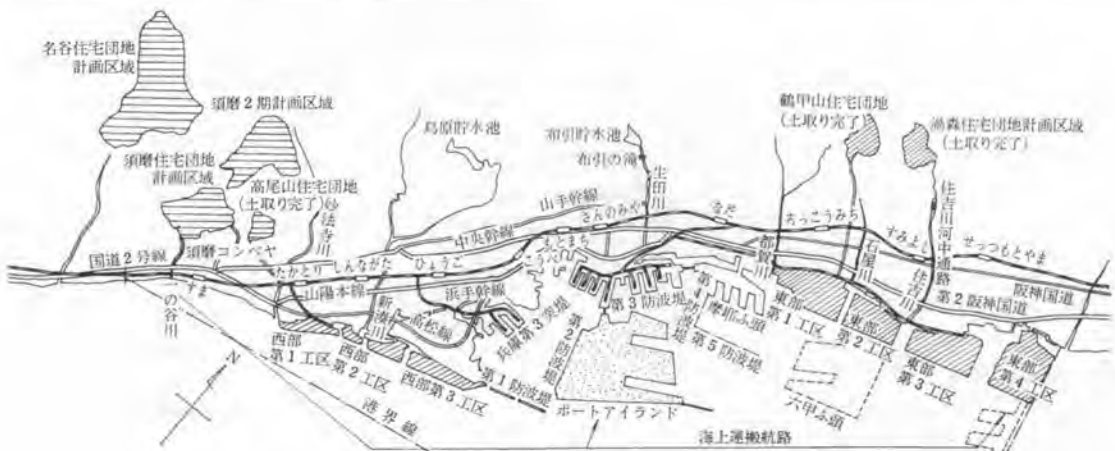 名谷住宅団地
計画区域
須磨2期計画区域
須磨住宅団地
計画区域
高尾山住宅団地
(土取り完了)
烏原貯水池
布引貯水池
布引の滝
生田川
鶴甲山住宅団地
(土取り完了)
渦森住宅団地計画区域
(土取り完了)
住吉川河中通路
妙法寺川
須磨コンベヤ
国道2号線
山手幹線
中央幹線
さんのみや
なだ
おっこうみち
すみよし
せっつもとやま
もとまち
こうべ
ひょうご
しんながた
たかとり
すま
一の谷川
山陽本線
新湊川
高松線
浜手幹線
都賀川
石屋川
住吉川
阪神国道
第2阪神国道
西部
第1工区
西部
第2工区
西部第3工区
第1防波堤
兵庫第3突堤
第2防波堤
第3防波堤
第4防波堤
第5防波堤
摩耶ふ頭
東部
第1工区
東部
第2工区
東部
第3工区
東部
第4工区
ポートアイランド
六甲ふ頭
港界線
海上運搬航路
N